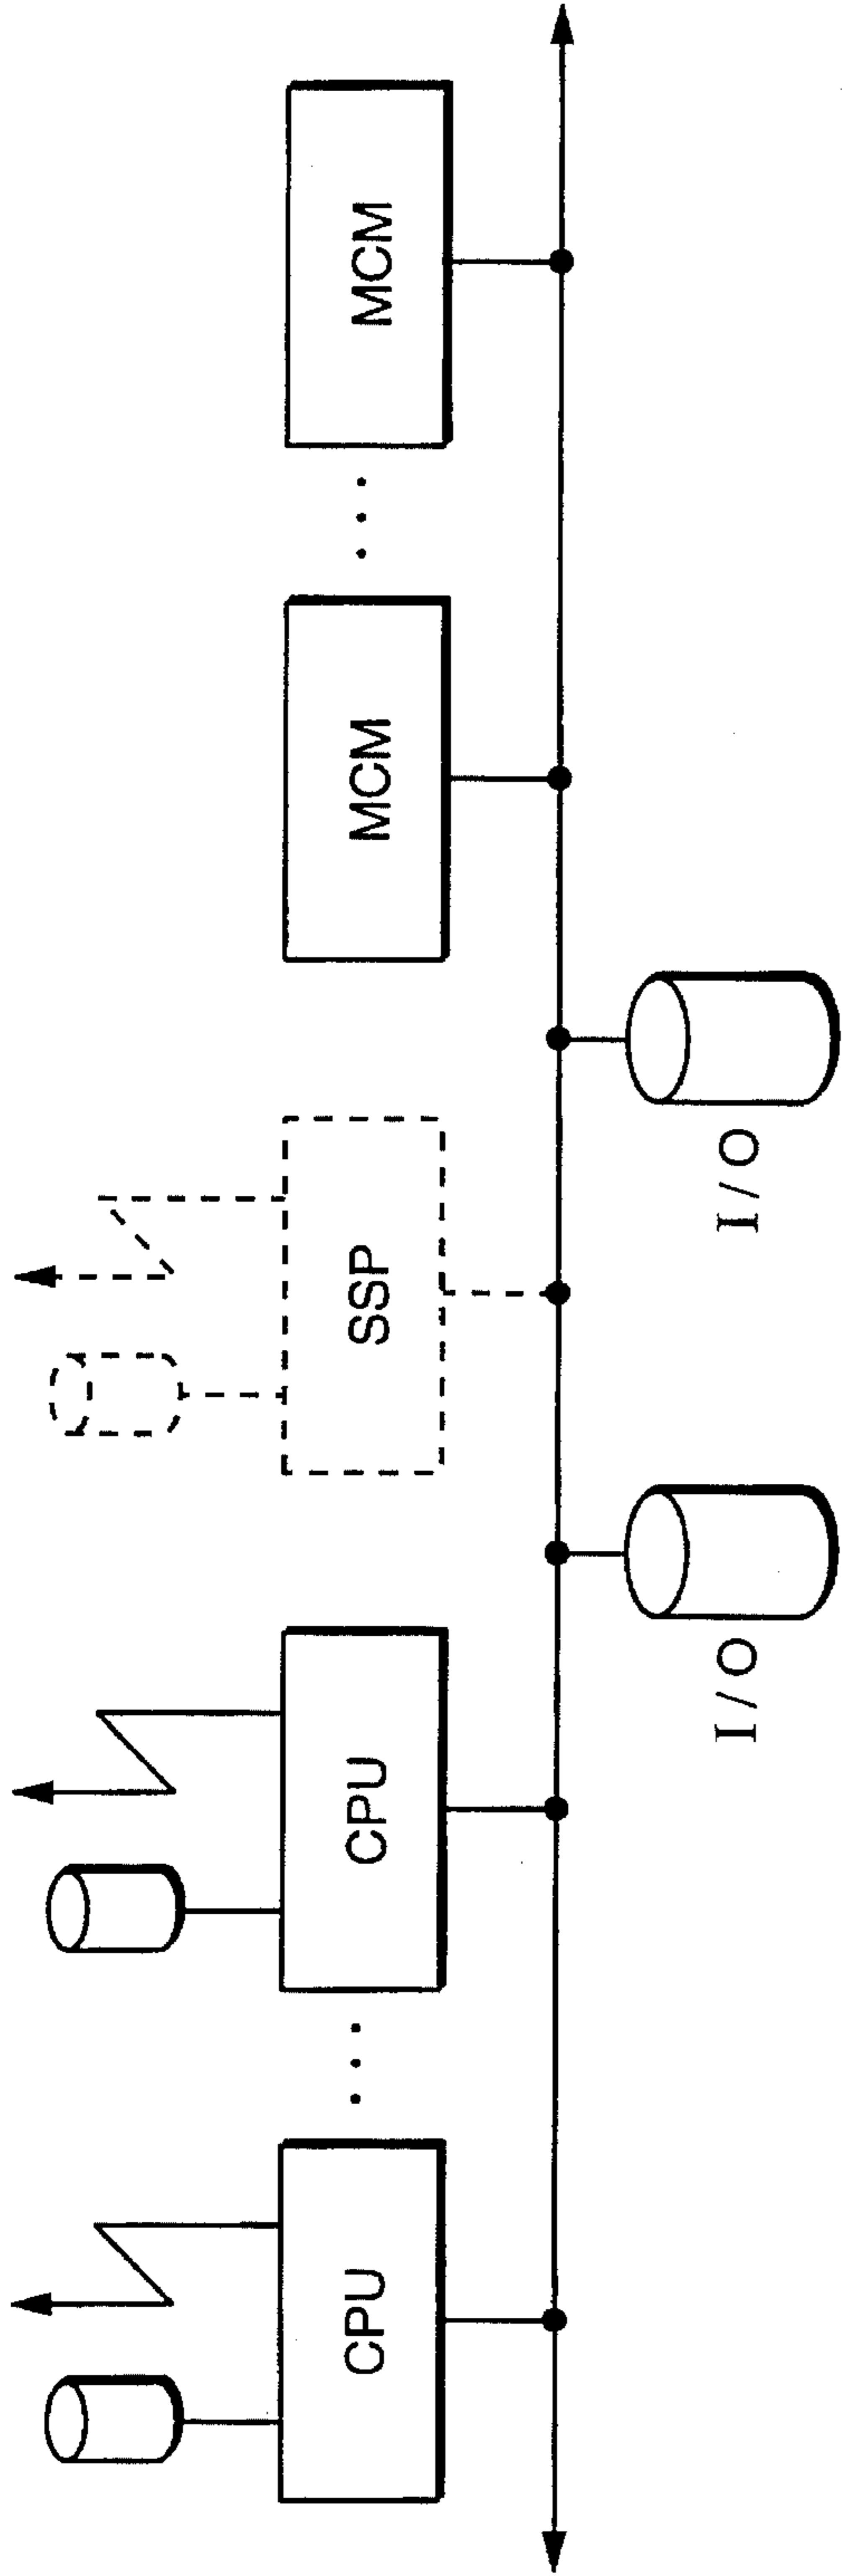 CPU
. . .
CPU
SSP
MCM
. . .
MCM
I/O
I/O